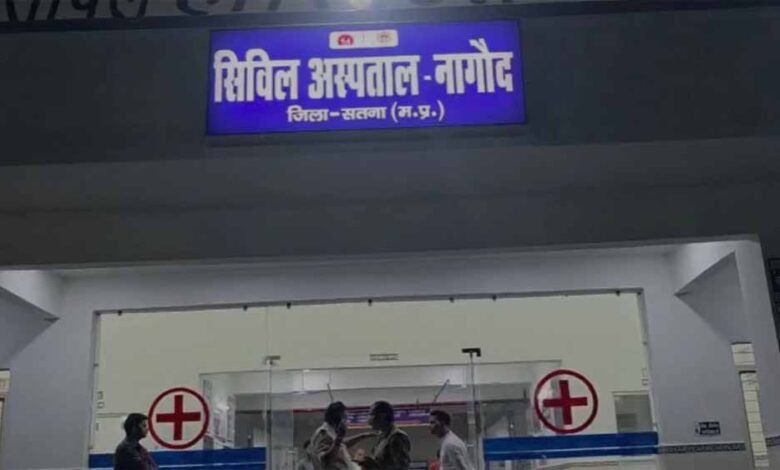 सिविल अस्पताल - नागौद
जिला-सतना (म.प्र.)